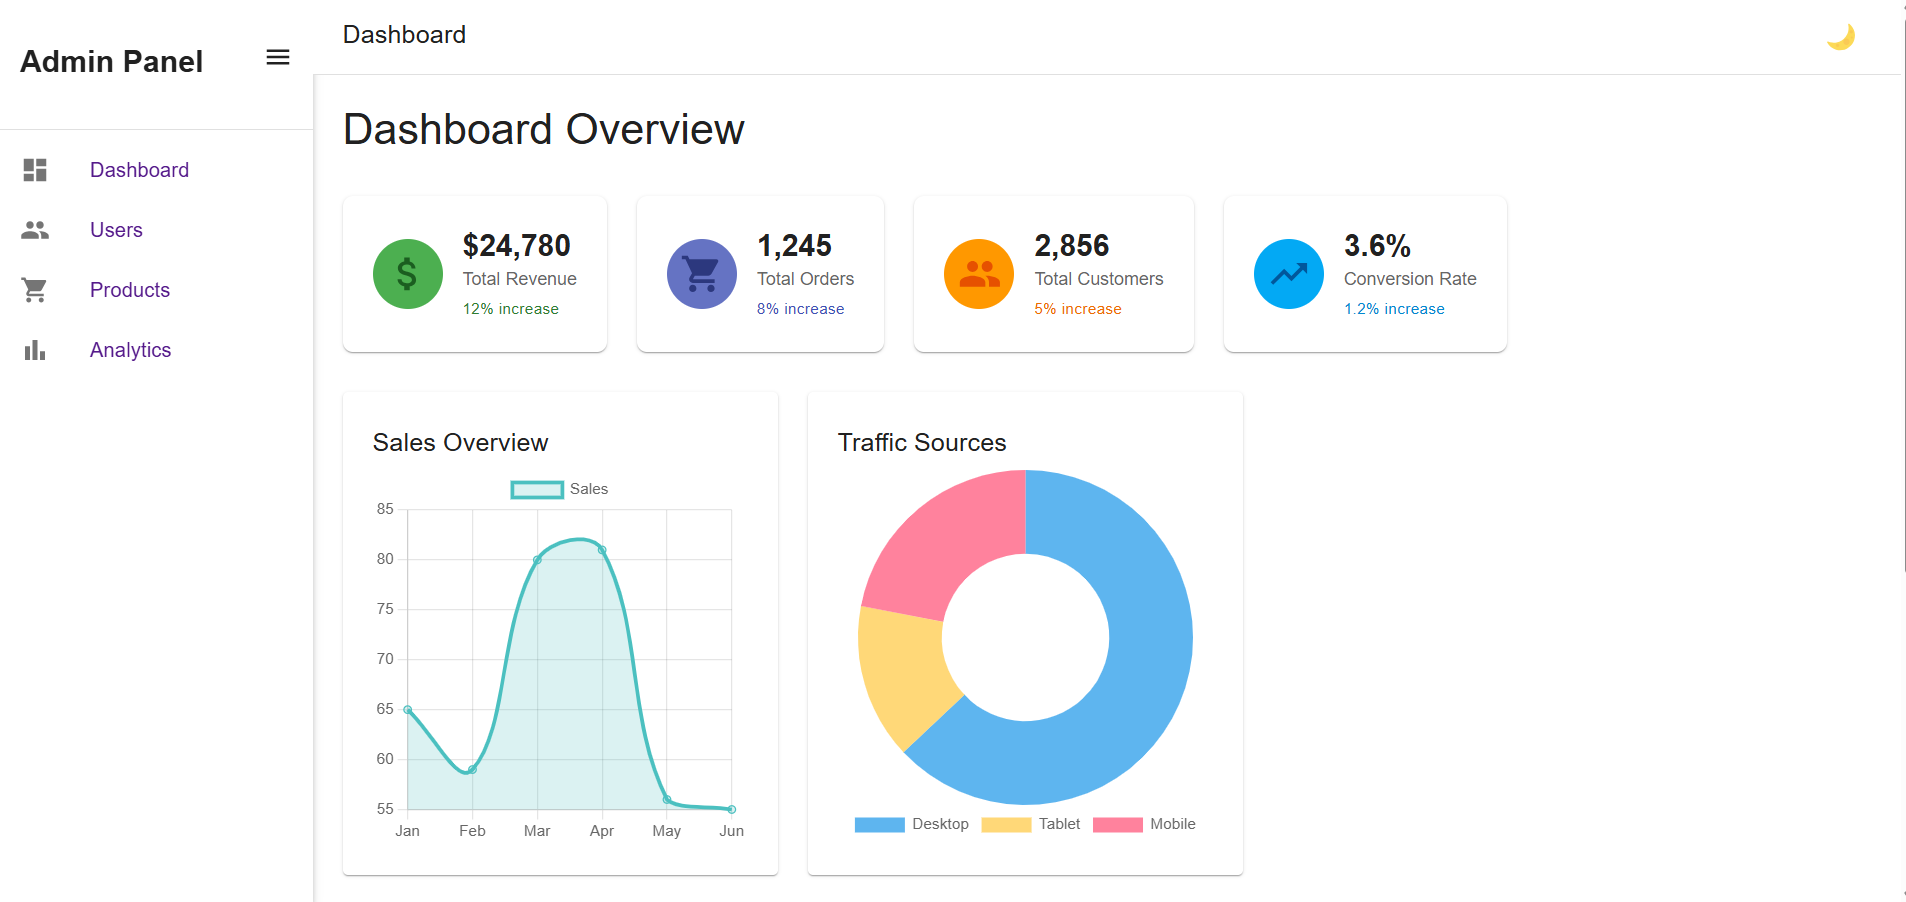 Admin Panel
Dashboard
Users
Products
Analytics
Dashboard
Dashboard Overview
$24,780
Total Revenue
12% increase
1,245
Total Orders
8% increase
2,856
Total Customers
5% increase
3.6%
Conversion Rate
1.2% increase
Sales Overview
Sales
85
80
75
70
65
60
55
Jan Feb Mar Apr May Jun
Traffic Sources
Desktop Tablet Mobile